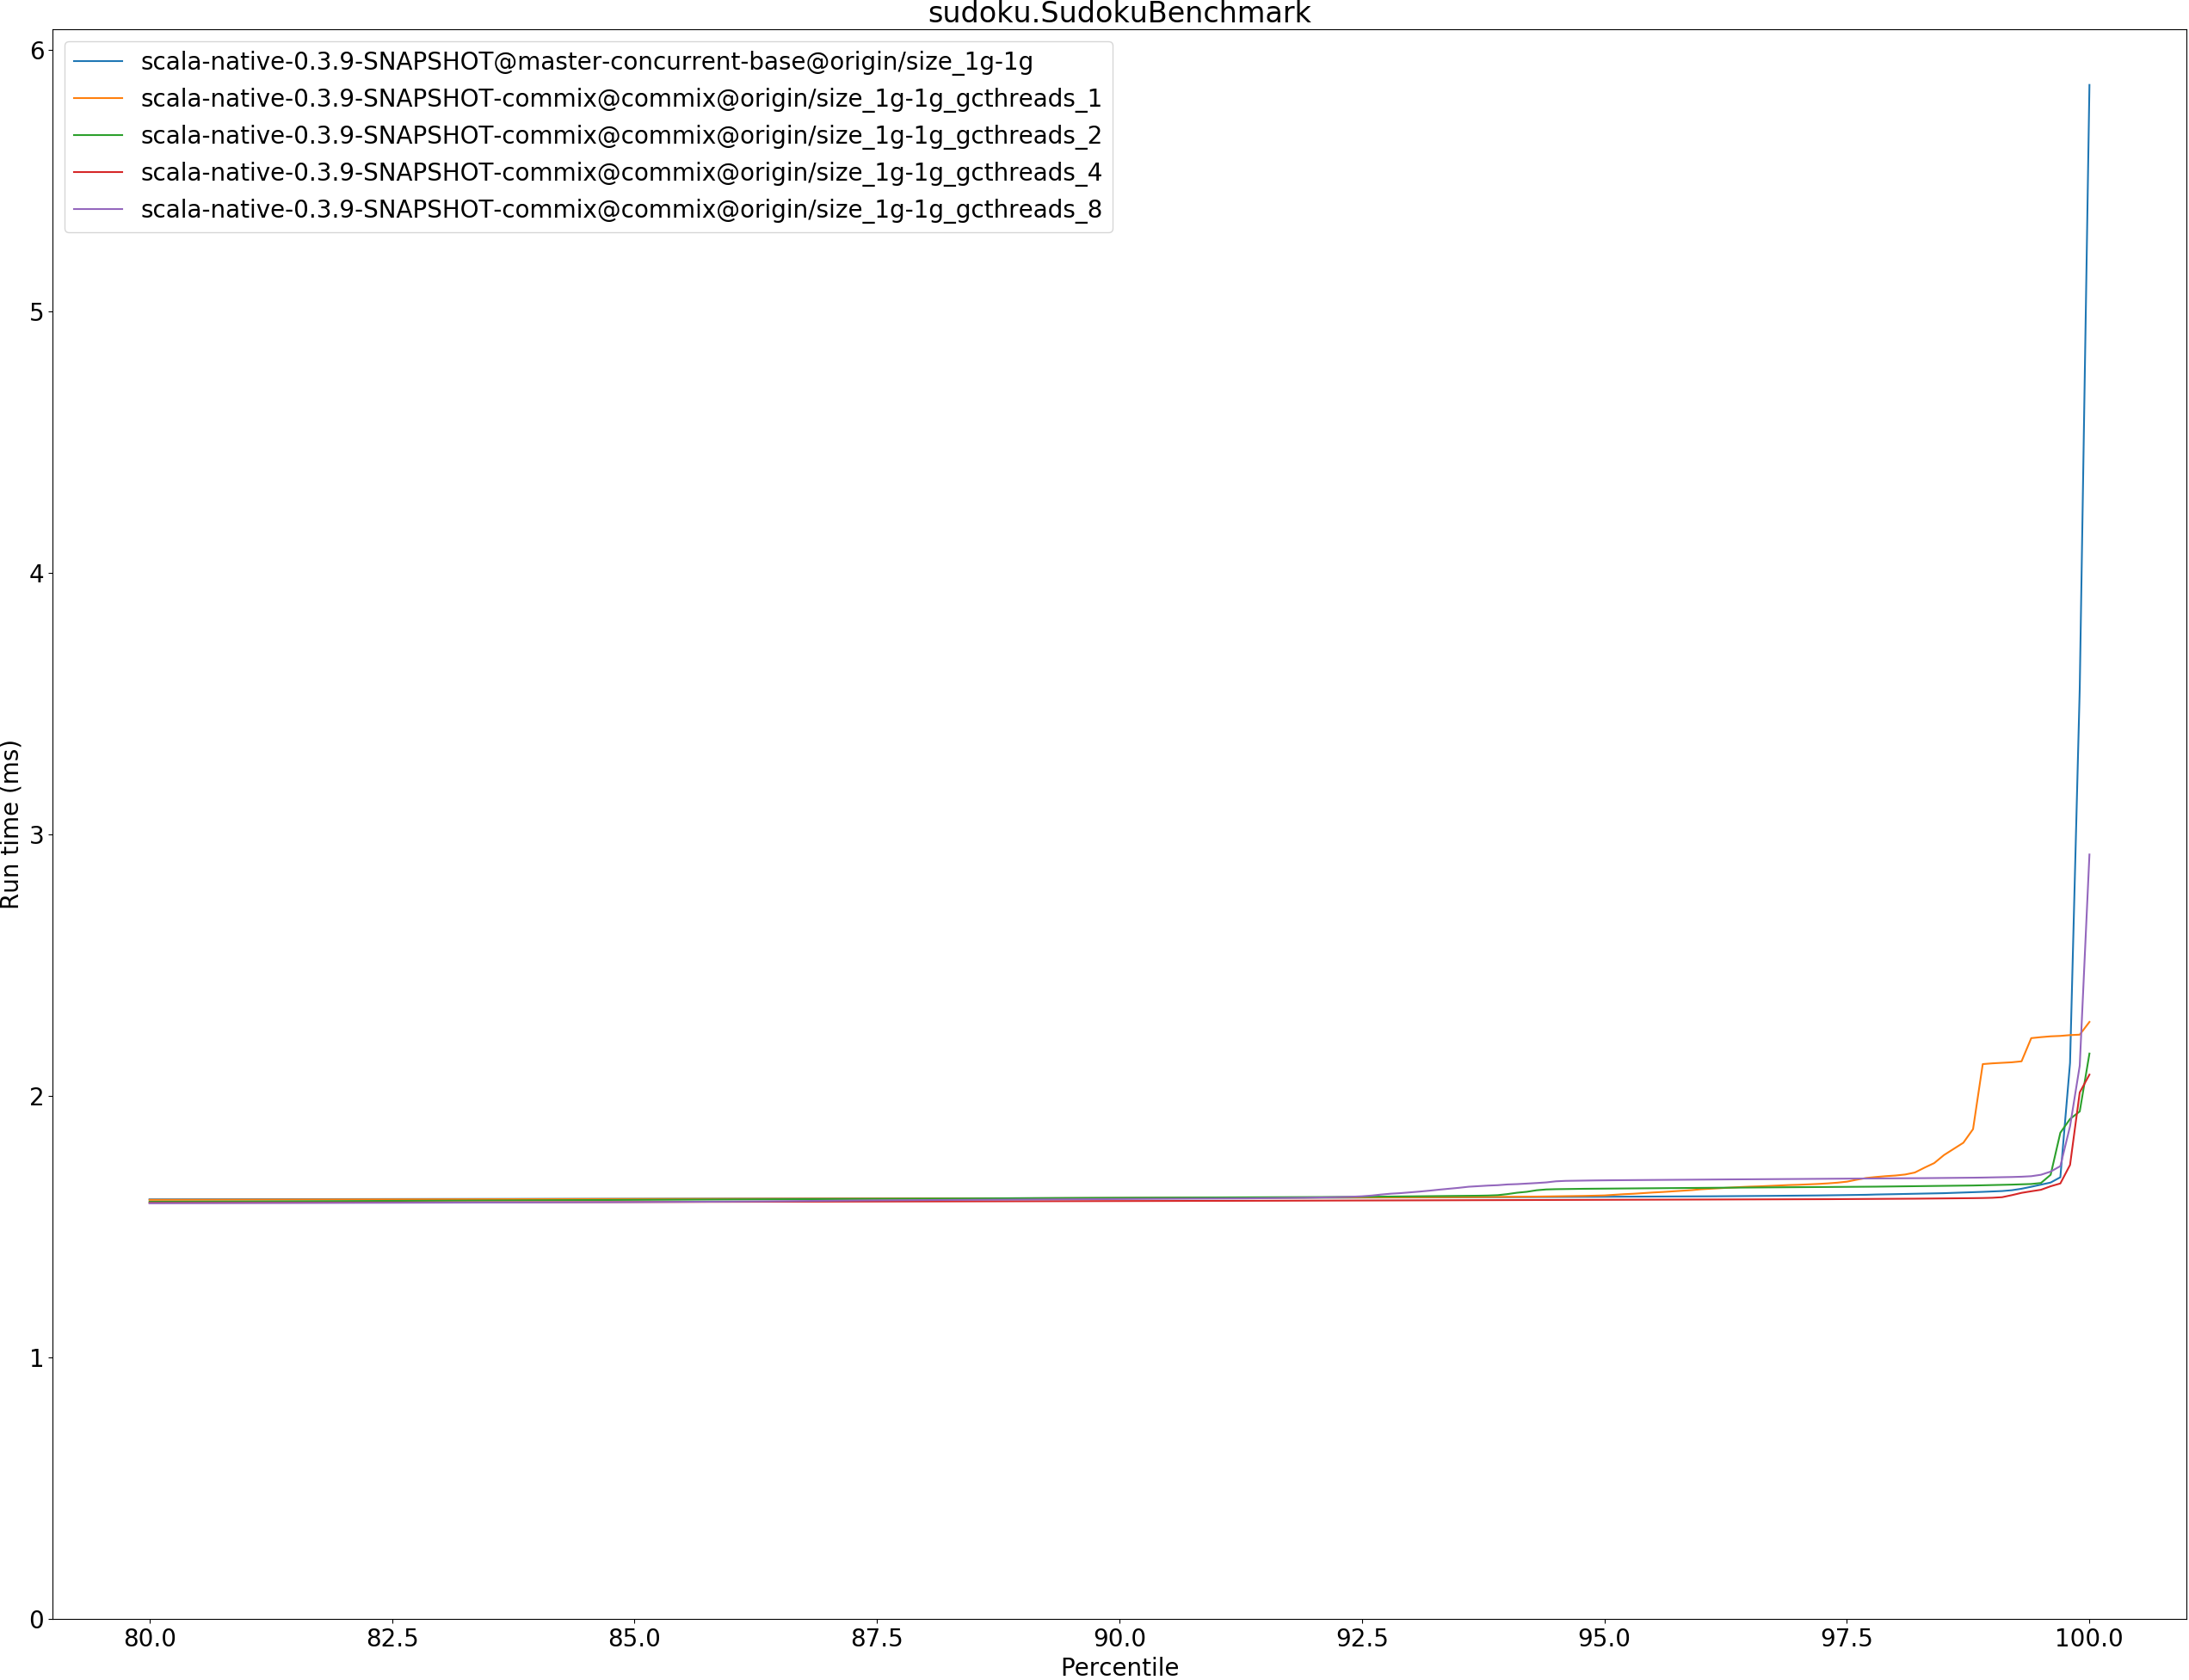 sudoku.SudokuBenchmark
scala-native-0.3.9-SNAPSHOT@master-concurrent-base@origin/size_1g-1g
scala-native-0.3.9-SNAPSHOT-commix@commix@origin/size_1g-1g_gcthreads_1
scala-native-0.3.9-SNAPSHOT-commix@commix@origin/size_1g-1g_gcthreads_2
scala-native-0.3.9-SNAPSHOT-commix@commix@origin/size_1g-1g_gcthreads_4
scala-native-0.3.9-SNAPSHOT-commix@commix@origin/size_1g-1g_gcthreads_8
6
5
4
3
2
1
0
Run time (ms)
80.0 82.5 85.0 87.5 90.0 92.5 95.0 97.5 100.0
Percentile